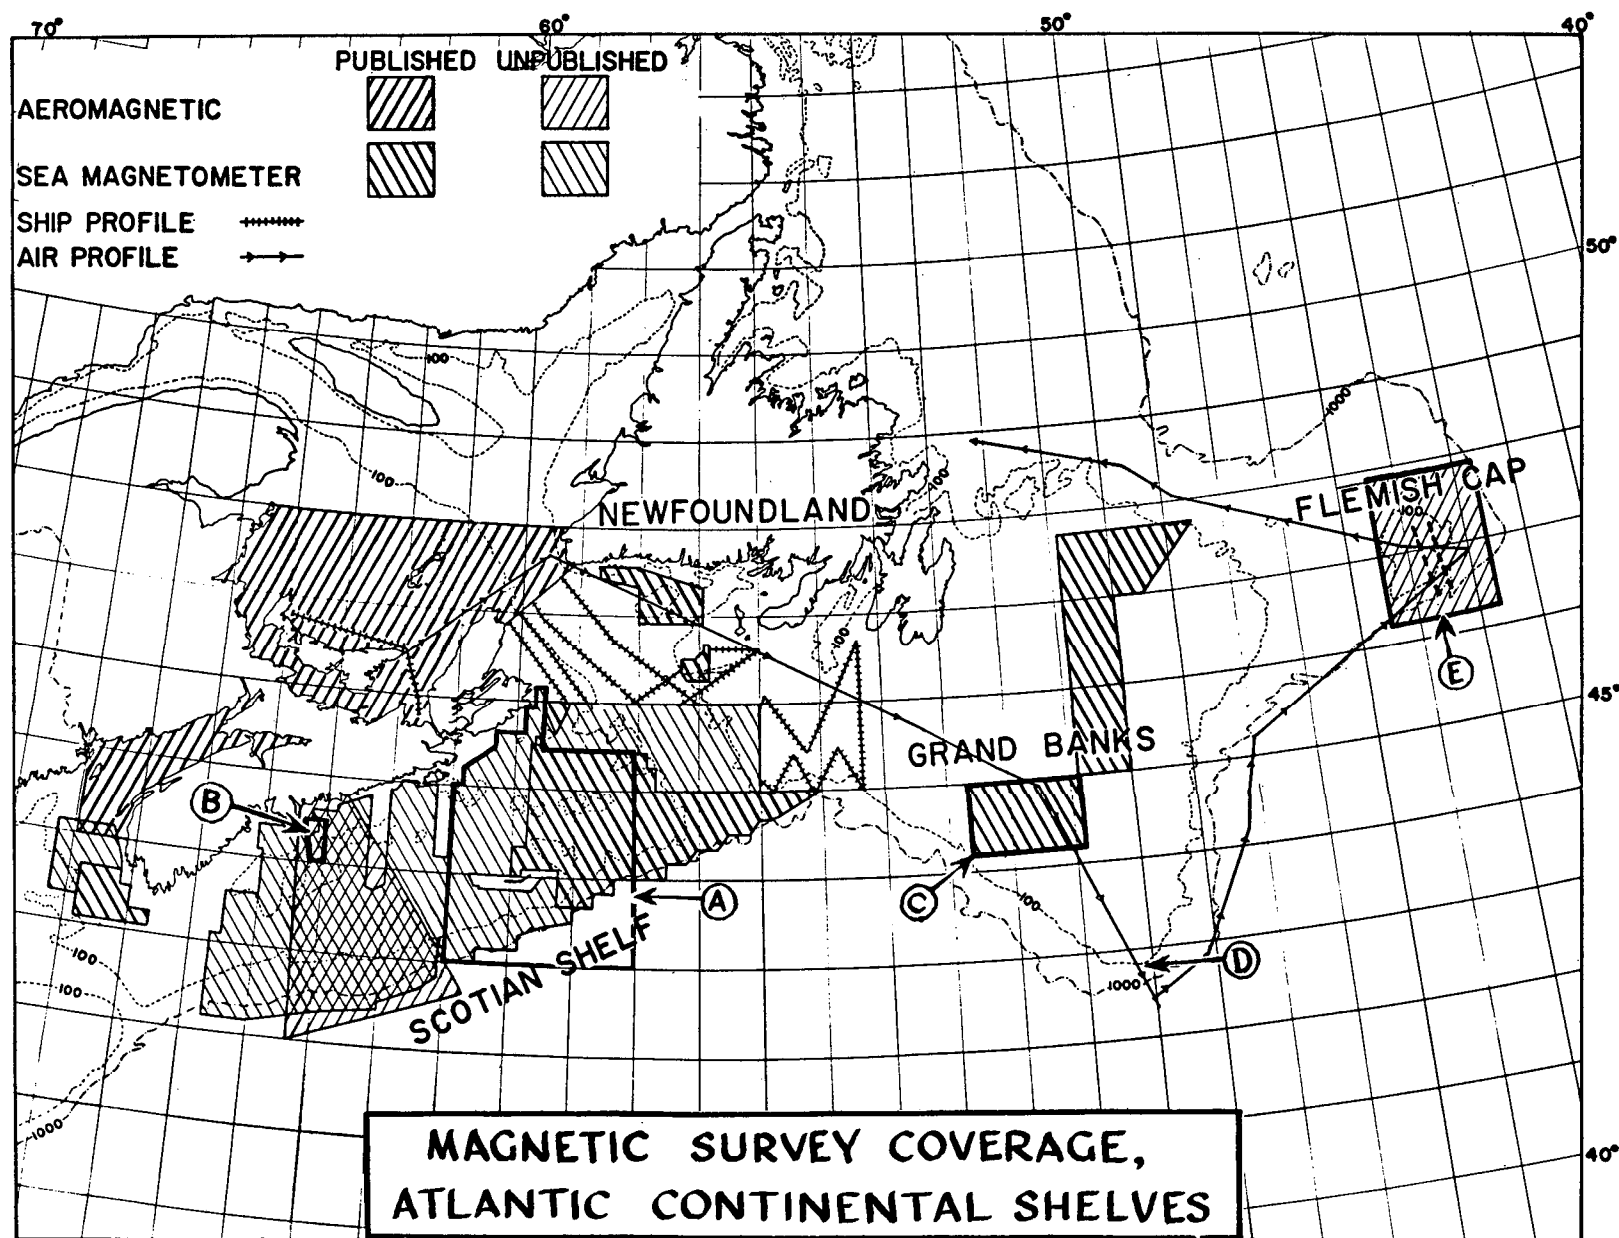 70° 60° 50° 40°
PUBLISHED UNPUBLISHED
AEROMAGNETIC
SEA MAGNETOMETER
SHIP PROFILE
AIR PROFILE
50°
100
1000
100
NEWFOUNDLAND
100
FLEMISH CAP
100
100
E
45°
GRAND BANKS
B
A
C
100
SCOTIAN SHELF
D
100
1000
100
1000
MAGNETIC SURVEY COVERAGE,
ATLANTIC CONTINENTAL SHELVES
40°